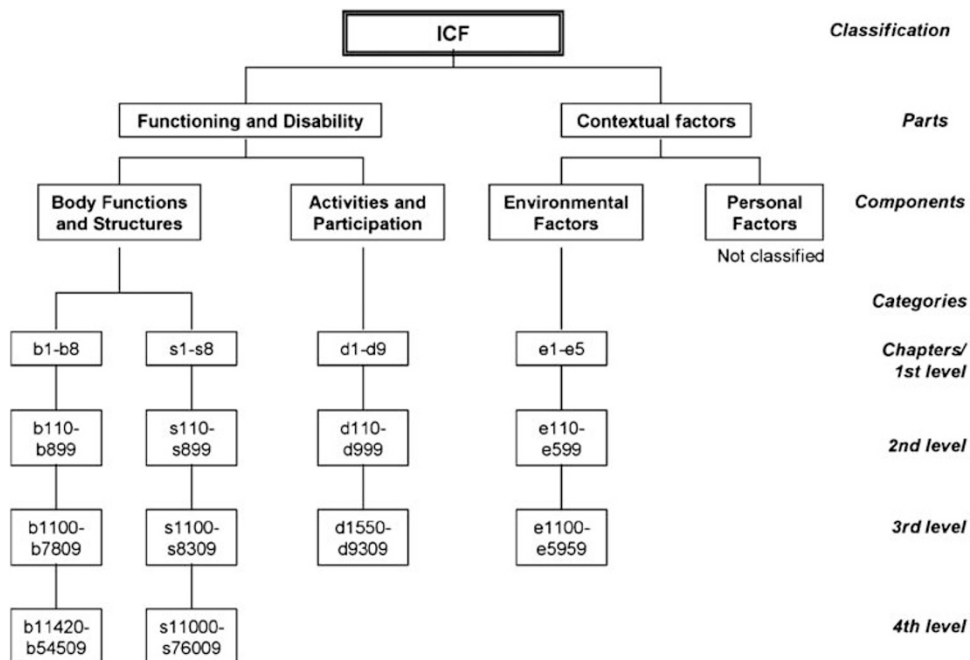 ICF
Classification
Functioning and Disability
Contextual factors
Parts
Body Functions
and Structures
Activities and
Participation
Environmental
Factors
Personal
Factors
Components
Not classified
Categories
b1-b8
s1-s8
d1-d9
e1-e5
Chapters/
1st level
b110-
b899
s110-
s899
d110-
d999
e110-
e599
2nd level
b1100-
b7809
s1100-
s8309
d1550-
d9309
e1100-
e5959
3rd level
b11420-
b54509
s11000-
s76009
4th level